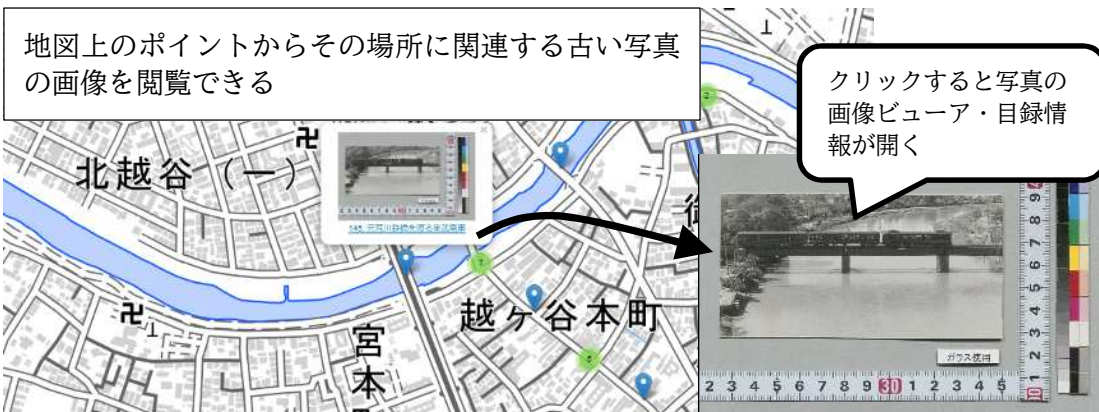 地図上のポイントからその場所に関連する古い写真
の画像を閲覧できる
クリックすると写真の
画像ビューア・目録情
報が開く
北越谷（一）
越ヶ谷本町
宮本
御
ガラス使用
2 3 4 5 6 7 8 9 30 1 2 3 4 5